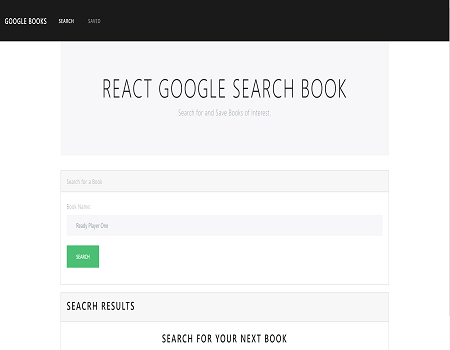 GOOGLE BOOKS SEARCH SAVED
REACT GOOGLE SEARCH BOOK
Search for and Save Books of Interest.
Search for a Book
Book Name:
Ready Player One
SEARCH
SEACRH RESULTS
SEARCH FOR YOUR NEXT BOOK